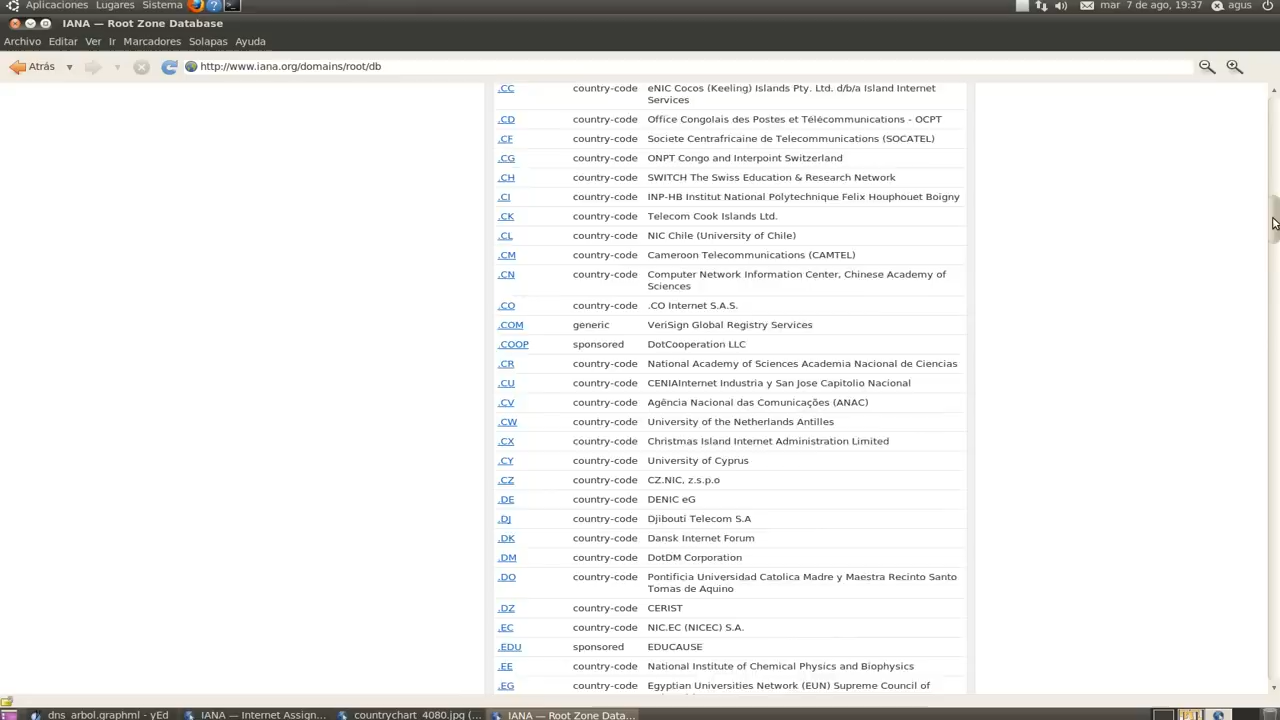 Aplicaciones Lugares Sistema
mar 7 de ago, 19:37 agus
IANA — Root Zone Database
Archivo Editar Ver Ir Marcadores Solapas Ayuda
Atrás http://www.iana.org/domains/root/db
.CC country-code eNIC Cocos (Keeling) Islands Pty. Ltd. d/b/a Island Internet
Services
.CD country-code Office Congolais des Postes et Télécommunications - OCPT
.CF country-code Societe Centrafricaine de Telecommunications (SOCATEL)
.CG country-code ONPT Congo and Interpoint Switzerland
.CH country-code SWITCH The Swiss Education & Research Network
.CI country-code INP-HB Institut National Polytechnique Felix Houphouet Boigny
.CK country-code Telecom Cook Islands Ltd.
.CL country-code NIC Chile (University of Chile)
.CM country-code Cameroon Telecommunications (CAMTEL)
.CN country-code Computer Network Information Center, Chinese Academy of
Sciences
.CO country-code .CO Internet S.A.S.
.COM generic VeriSign Global Registry Services
.COOP sponsored DotCooperation LLC
.CR country-code National Academy of Sciences Academia Nacional de Ciencias
.CU country-code CENIAInternet Industria y San Jose Capitolio Nacional
.CV country-code Agência Nacional das Comunicações (ANAC)
.CW country-code University of the Netherlands Antilles
.CX country-code Christmas Island Internet Administration Limited
.CY country-code University of Cyprus
.CZ country-code CZ.NIC, z.s.p.o
.DE country-code DENIC eG
.DJ country-code Djibouti Telecom S.A
.DK country-code Dansk Internet Forum
.DM country-code DotDM Corporation
.DO country-code Pontificia Universidad Catolica Madre y Maestra Recinto Santo
Tomas de Aquino
.DZ country-code CERIST
.EC country-code NIC.EC (NICEC) S.A.
.EDU sponsored EDUCAUSE
.EE country-code National Institute of Chemical Physics and Biophysics
.EG country-code Egyptian Universities Network (EUN) Supreme Council of
dns_arbol.graphml - yEd IANA — Internet Assign... countrychart_4080.jpg (... IANA — Root Zone Data...